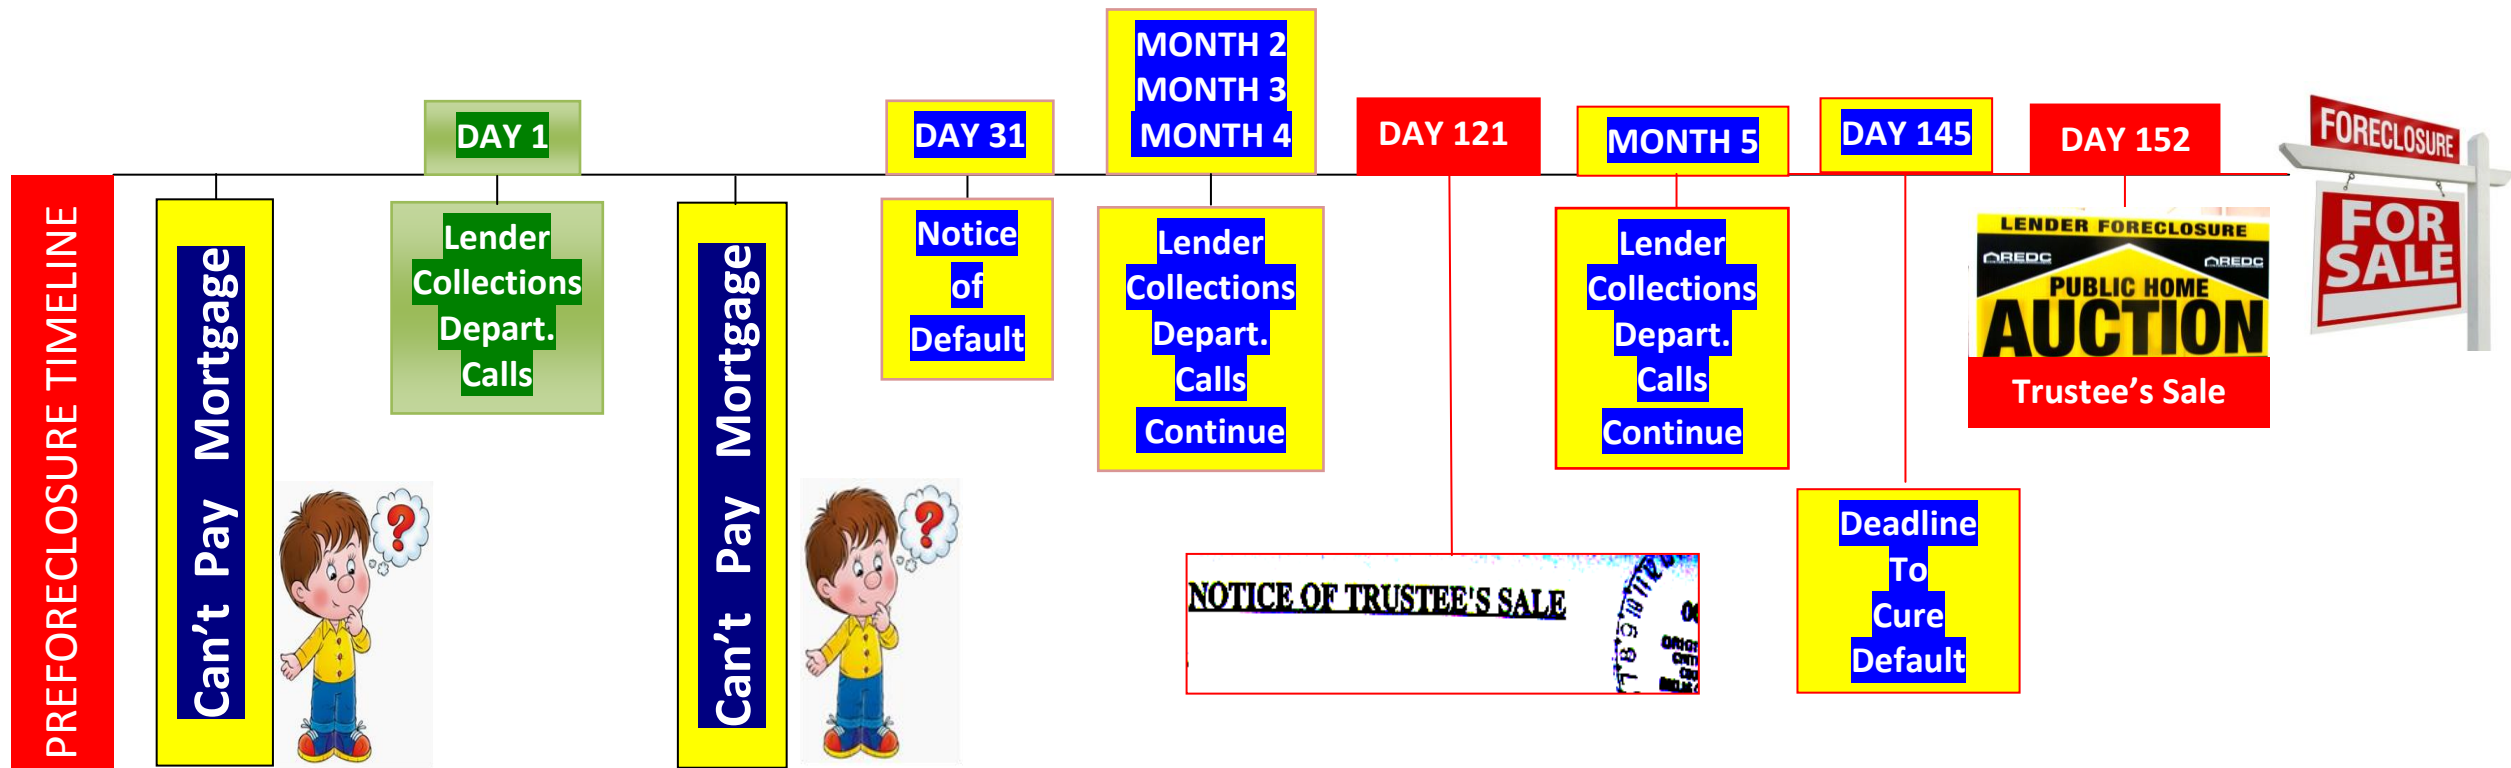 PREFORECLOSURE TIMELINE
Can't Pay Mortgage
?
DAY 1
Lender
Collections
Depart.
Calls
Can't Pay Mortgage
?
DAY 31
Notice
of
Default
MONTH 2
MONTH 3
MONTH 4
Lender
Collections
Depart.
Calls
Continue
DAY 121
NOTICE OF TRUSTEE'S SALE
MONTH 5
Lender
Collections
Depart.
Calls
Continue
DAY 145
Deadline
To
Cure
Default
DAY 152
LENDER FORECLOSURE
REDC REDC
PUBLIC HOME
AUCTION
Trustee's Sale
FORECLOSURE
FOR
SALE